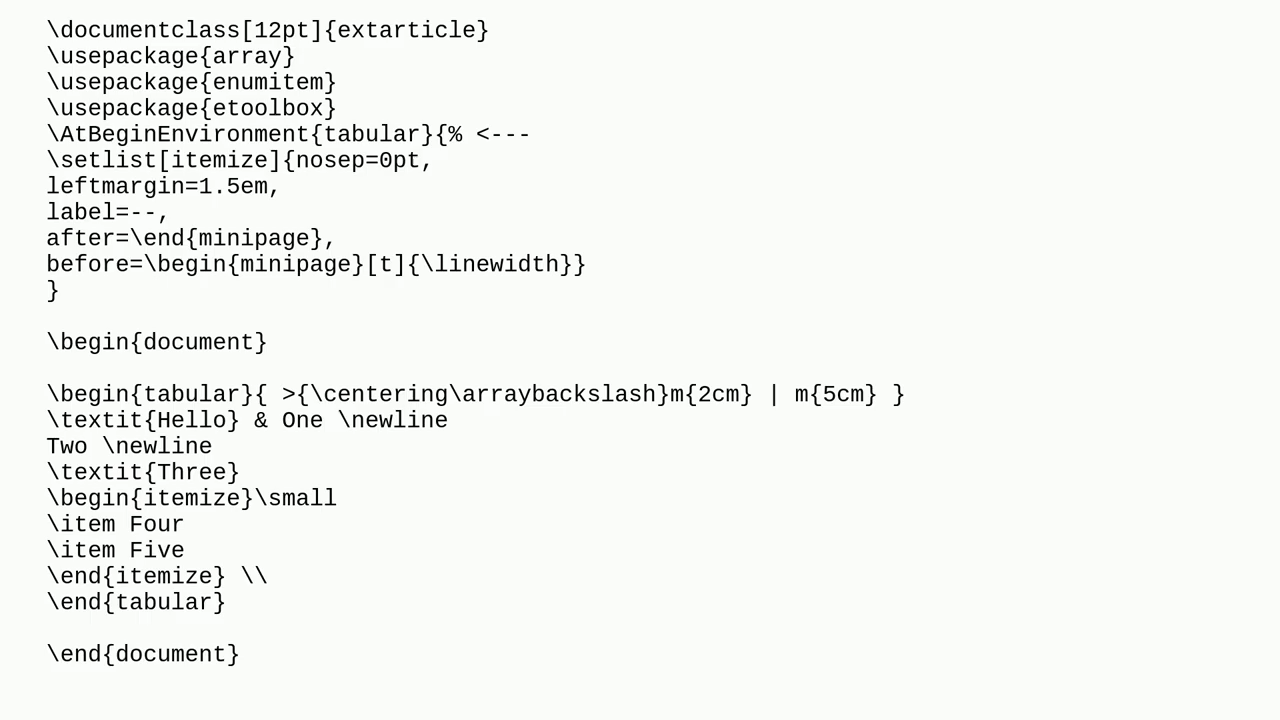 \documentclass[12pt]{extarticle}
\usepackage{array}
\usepackage{enumitem}
\usepackage{etoolbox}
\AtBeginEnvironment{tabular}{% <---
\setlist[itemize]{nosep=0pt,
leftmargin=1.5em,
label=--,
after=\end{minipage},
before=\begin{minipage}[t]{\linewidth}}
}

\begin{document}

\begin{tabular}{ >{\centering\arraybackslash}m{2cm} | m{5cm} }
\textit{Hello} & One \newline
Two \newline
\textit{Three}
\begin{itemize}\small
\item Four
\item Five
\end{itemize} \\
\end{tabular}

\end{document}